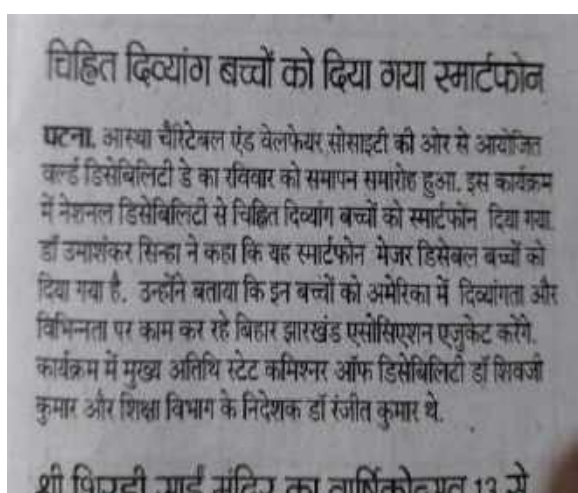 चिह्नित दिव्यांग बच्चों को दिया गया स्मार्टफोन
पटना. आस्था चैरिटेबल एंड वेलफेयर सोसाइटी की ओर से आयोजित
वर्ल्ड डिसेबिलिटी डे का रविवार को समापन समारोह हुआ. इस कार्यक्रम
में नेशनल डिसेबिलिटी से चिह्नित दिव्यांग बच्चों को स्मार्टफोन दिया गया.
डॉ उमाशंकर सिन्हा ने कहा कि यह स्मार्टफोन मेजर डिसेबल बच्चों को
दिया गया है. उन्होंने बताया कि इन बच्चों को अमेरिका में दिव्यांगता और
विभिन्नता पर काम कर रहे बिहार झारखंड एसोसिएशन एजुकेट करेंगे.
कार्यक्रम में मुख्य अतिथि स्टेट कमिश्नर ऑफ डिसेबिलिटी डॉ शिवजी
कुमार और शिक्षा विभाग के निदेशक डॉ रंजीत कुमार थे.
श्री शिरडी साईं मंदिर का वार्षिकोत्सव 13 से